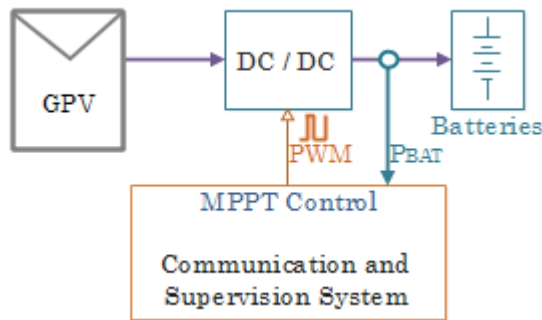 DC / DC
GPV
Batteries
PWM
PBAT
MPPT Control
Communication and
Supervision System